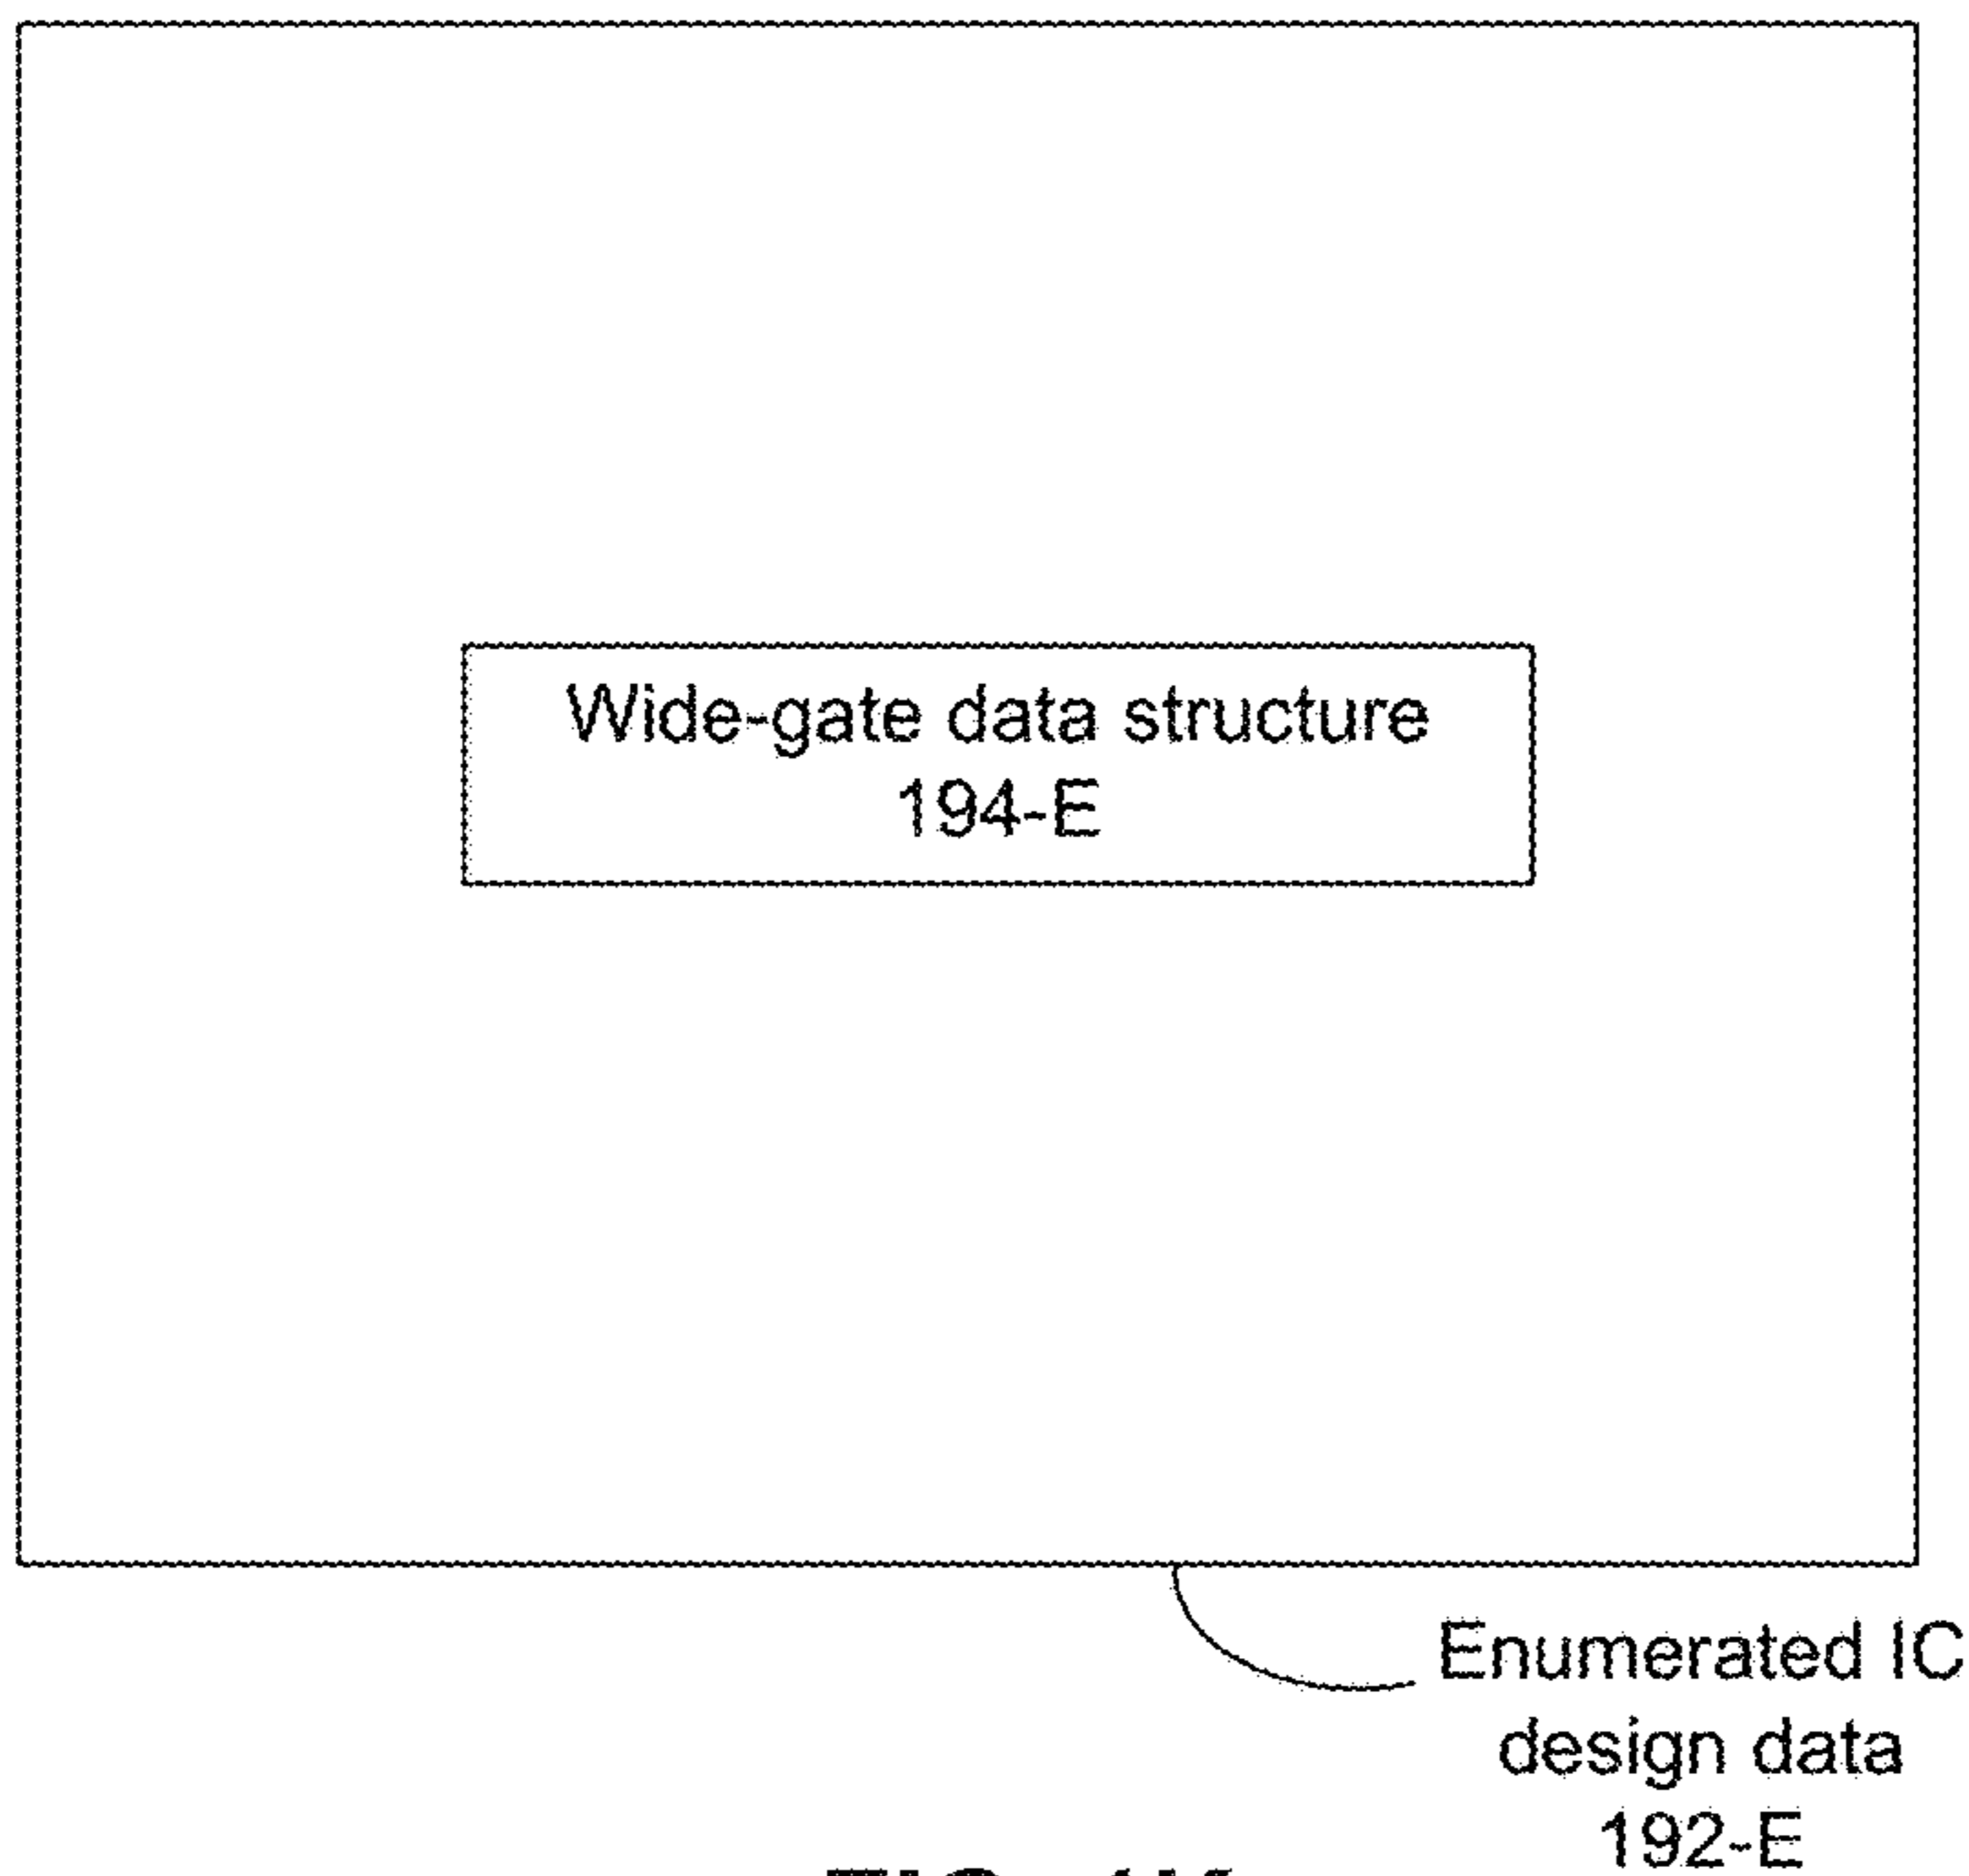 Wide-gate data structure
194-E
Enumerated IC
design data
192-E